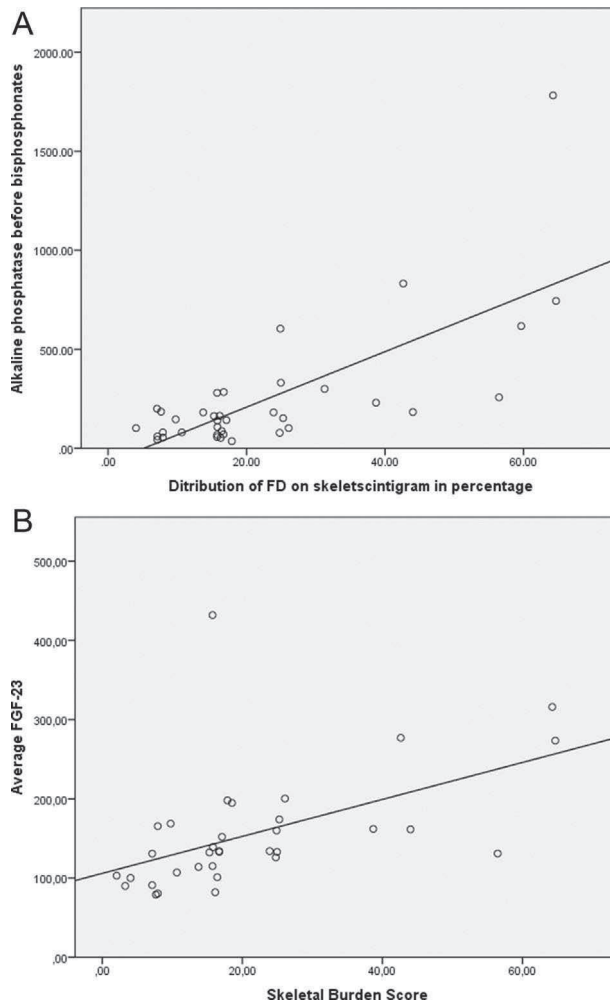 A
Alkaline phosphatase before bisphosphonates
2000.00
1500.00
1000.00
500.00
.00
.00 20.00 40.00 60.00
Ditribution of FD on skeletscintigram in percentage
B
Average FGF-23
500,00
400,00
300,00
200,00
100,00
,00
,00 20,00 40,00 60,00
Skeletal Burden Score